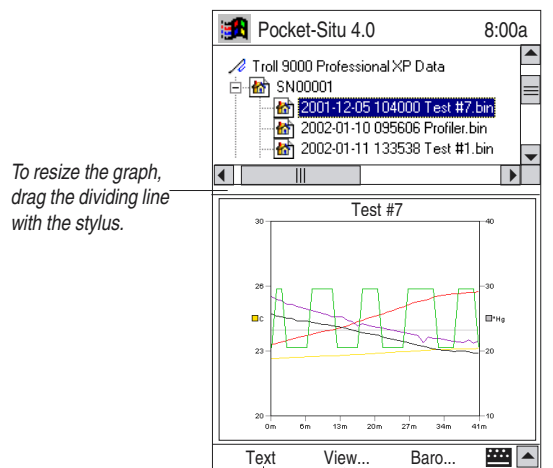 Pocket-Situ 4.0 8:00a
Troll 9000 Professional XP Data
SN00001
2001-12-05 104000 Test #7.bin
2002-01-10 095606 Profiler.bin
2002-01-11 133538 Test #1.bin
To resize the graph,
drag the dividing line
with the stylus.
Test #7
30 40
26 30
C "Hg
23 20
20 10
0m 6m 13m 20m 27m 34m 41m
Text View... Baro...